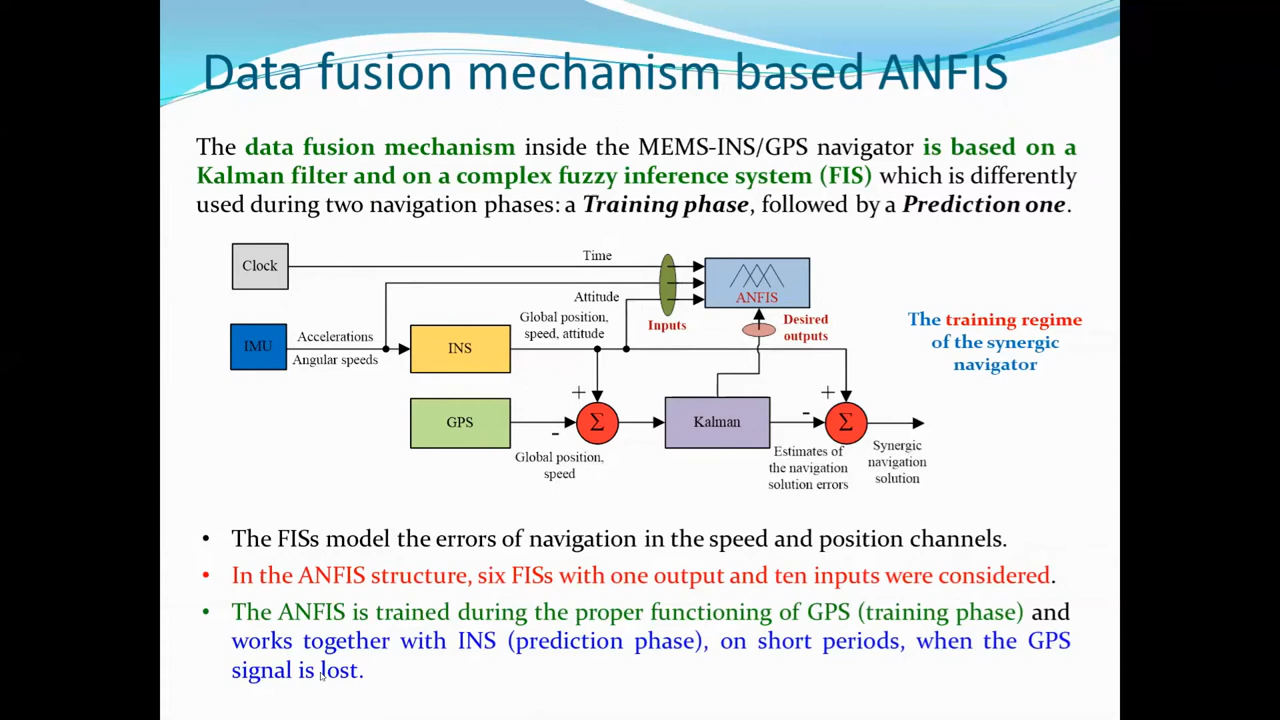 Data fusion mechanism based ANFIS
The data fusion mechanism inside the MEMS-INS/GPS navigator is based on a
Kalman filter and on a complex fuzzy inference system (FIS) which is differently
used during two navigation phases: a Training phase, followed by a Prediction one.
Clock
Time
Attitude
ANFIS
Inputs
Desired
outputs
The training regime
of the synergic
navigator
IMU
Accelerations
Angular speeds
INS
Global position,
speed, attitude
GPS
+
-
Σ
Global position,
speed
Kalman
+
-
Σ
Estimates of
the navigation
solution errors
Synergic
navigation
solution
• The FISs model the errors of navigation in the speed and position channels.
• In the ANFIS structure, six FISs with one output and ten inputs were considered.
• The ANFIS is trained during the proper functioning of GPS (training phase) and
works together with INS (prediction phase), on short periods, when the GPS
signal is lost.